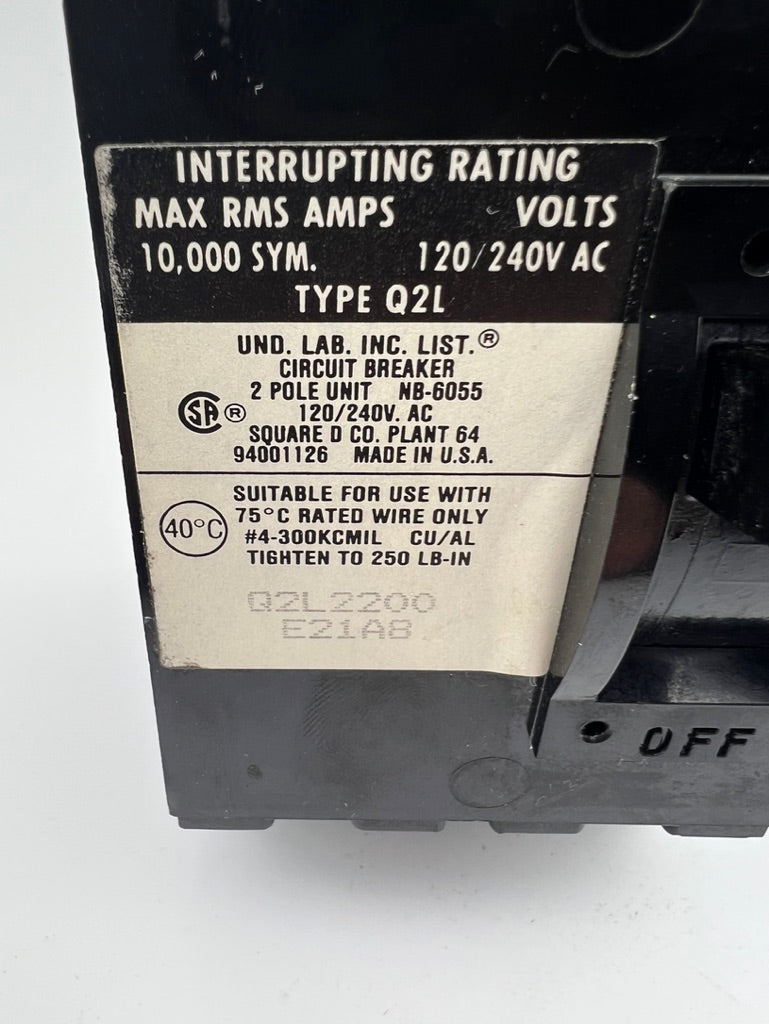 INTERRUPTING RATING
MAX RMS AMPS VOLTS
10,000 SYM. 120/240V AC
TYPE Q2L
UND. LAB. INC. LIST.®
CIRCUIT BREAKER
2 POLE UNIT NB-6055
SA ® 120/240V. AC
SQUARE D CO. PLANT 64
94001126 MADE IN U.S.A.
SUITABLE FOR USE WITH
40°C 75°C RATED WIRE ONLY
#4-300KCMIL CU/AL
TIGHTEN TO 250 LB-IN
Q2L2200
E21A8
OFF